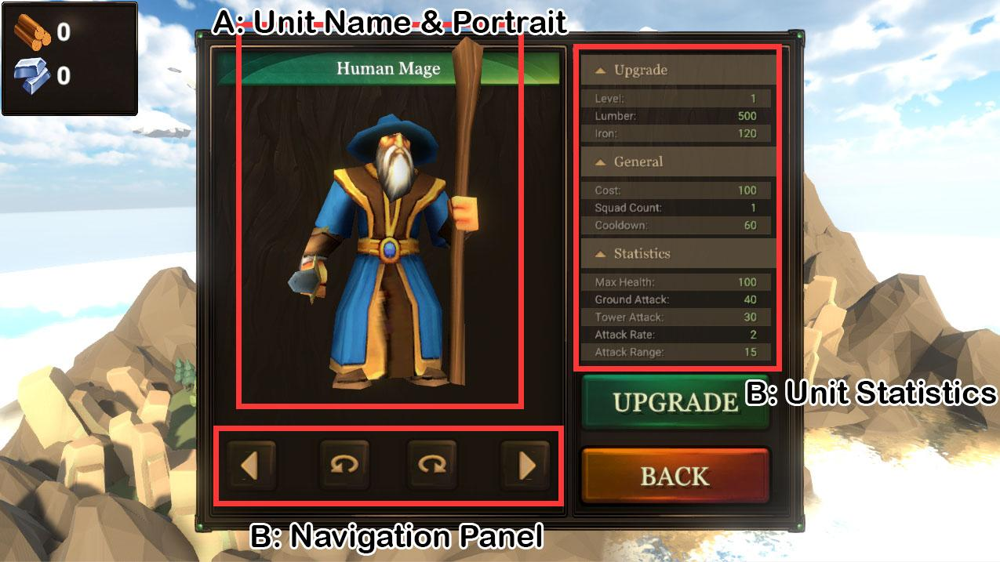 0
0
A: Unit Name & Portrait
Human Mage
Upgrade
Level: 1
Lumber: 500
Iron: 120
General
Cost: 100
Squad Count: 1
Cooldown: 60
Statistics
Max Health: 100
Ground Attack: 40
Tower Attack: 30
Attack Rate: 2
Attack Range: 15
B: Unit Statistics
UPGRADE
BACK
B: Navigation Panel